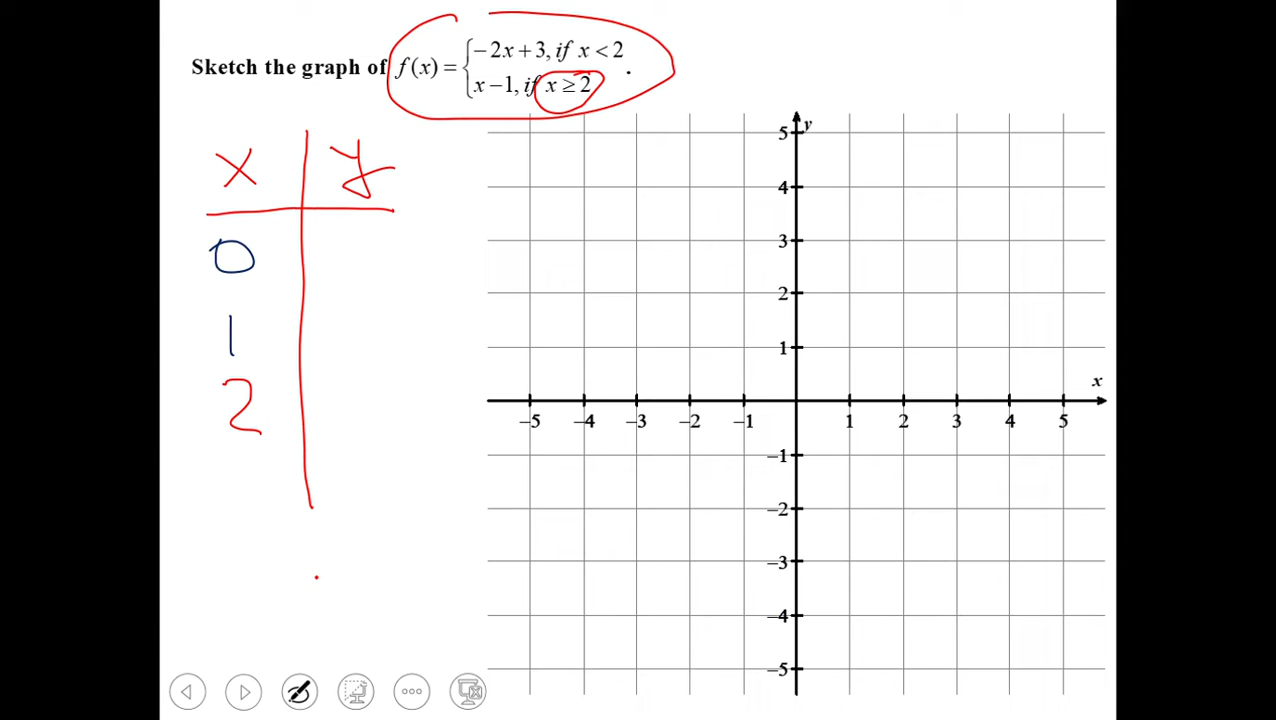 Sketch the graph of f(x) = { −2x + 3, if x < 2
x − 1, if x ≥ 2 .
x y
0
1
2
y
5
4
3
2
1
x
−5 −4 −3 −2 −1 1 2 3 4 5
−1
−2
−3
−4
−5